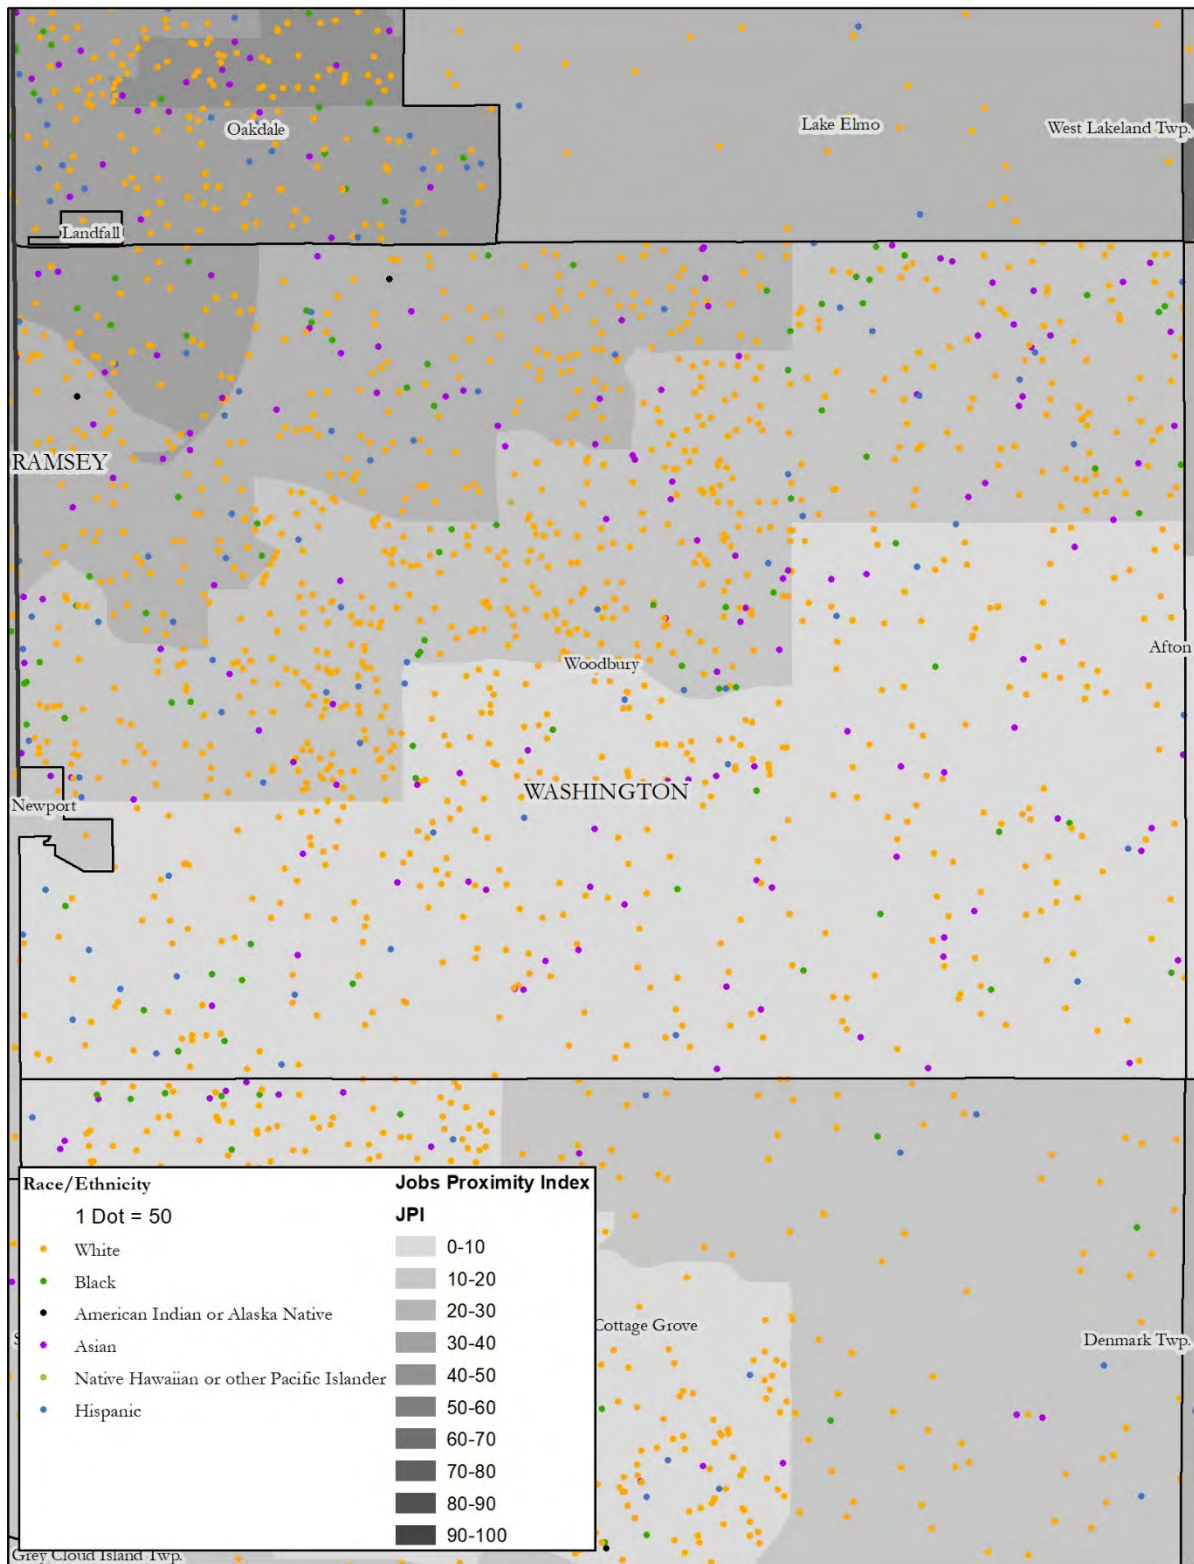 Oakdale
Lake Elmo
West Lakeland Twp.
Landfall
RAMSEY
Afton
Woodbury
WASHINGTON
Newport
Race/Ethnicity
1 Dot = 50
White
Black
American Indian or Alaska Native
Asian
Native Hawaiian or other Pacific Islander
Hispanic
Jobs Proximity Index
JPI
0-10
10-20
20-30
30-40
40-50
50-60
60-70
70-80
80-90
90-100
Cottage Grove
Denmark Twp.
Grey Cloud Island Twp.